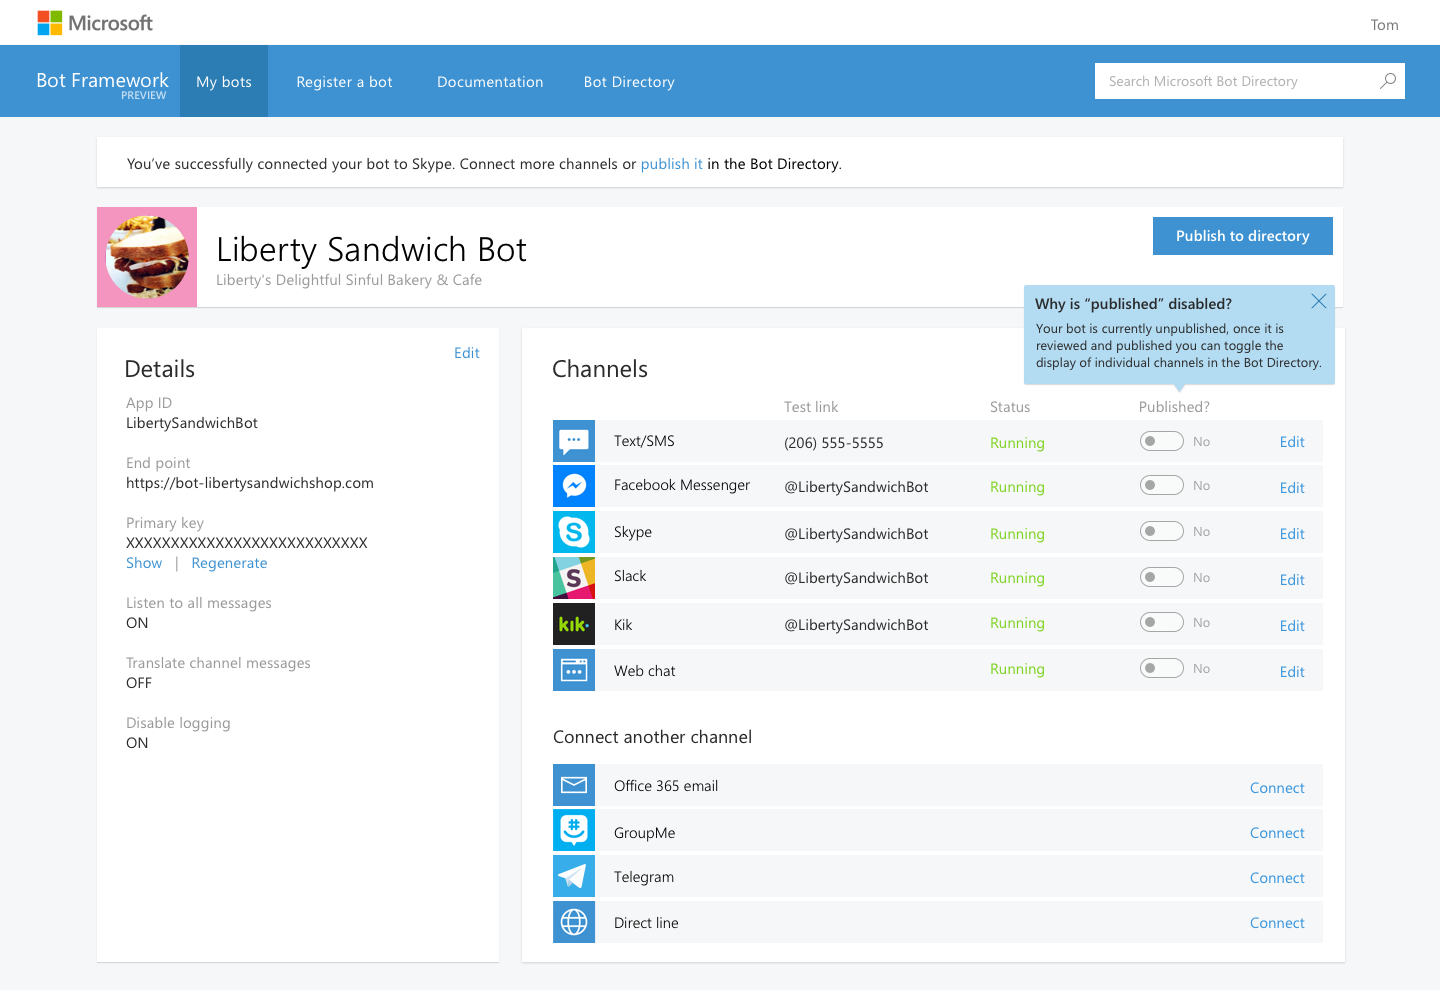 Microsoft
Tom
Bot Framework
PREVIEW
My bots
Register a bot
Documentation
Bot Directory
Search Microsoft Bot Directory
You've successfully connected your bot to Skype. Connect more channels or publish it in the Bot Directory.
Liberty Sandwich Bot
Liberty's Delightful Sinful Bakery & Cafe
Publish to directory
Why is “published” disabled?
Your bot is currently unpublished, once it is
reviewed and published you can toggle the
display of individual channels in the Bot Directory.
Details
Edit
App ID
LibertySandwichBot
End point
https://bot-libertysandwichshop.com
Primary key
XXXXXXXXXXXXXXXXXXXXXXXXXXX
Show | Regenerate
Listen to all messages
ON
Translate channel messages
OFF
Disable logging
ON
Channels
Test link Status Published?
Text/SMS (206) 555-5555 Running No Edit
Facebook Messenger @LibertySandwichBot Running No Edit
Skype @LibertySandwichBot Running No Edit
Slack @LibertySandwichBot Running No Edit
kik Kik @LibertySandwichBot Running No Edit
Web chat Running No Edit
Connect another channel
Office 365 email Connect
GroupMe Connect
Telegram Connect
Direct line Connect